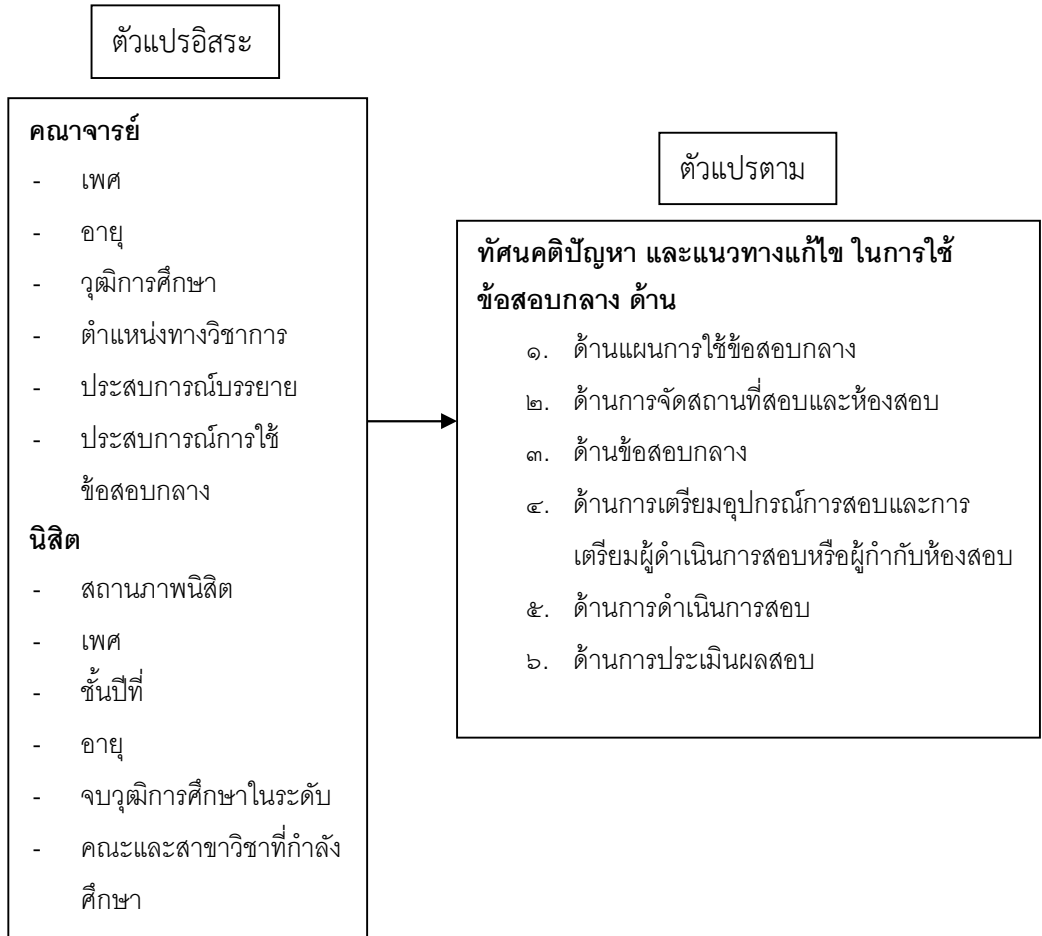 ตัวแปรอิสระ
คณาจารย์
- เพศ
- อายุ
- วุฒิการศึกษา
- ตำแหน่งทางวิชาการ
- ประสบการณ์บรรยาย
- ประสบการณ์การใช้
ข้อสอบกลาง
นิสิต
- สถานภาพนิสิต
- เพศ
- ชั้นปีที่
- อายุ
- จบวุฒิการศึกษาในระดับ
- คณะและสาขาวิชาที่กำลัง
ศึกษา
ตัวแปรตาม
ทัศนคติปัญหา และแนวทางแก้ไข ในการใช้
ข้อสอบกลาง ด้าน
๑. ด้านแผนการใช้ข้อสอบกลาง
๒. ด้านการจัดสถานที่สอบและห้องสอบ
๓. ด้านข้อสอบกลาง
๔. ด้านการเตรียมอุปกรณ์การสอบและการ
เตรียมผู้ดำเนินการสอบหรือผู้กำกับห้องสอบ
๕. ด้านการดำเนินการสอบ
๖. ด้านการประเมินผลสอบ